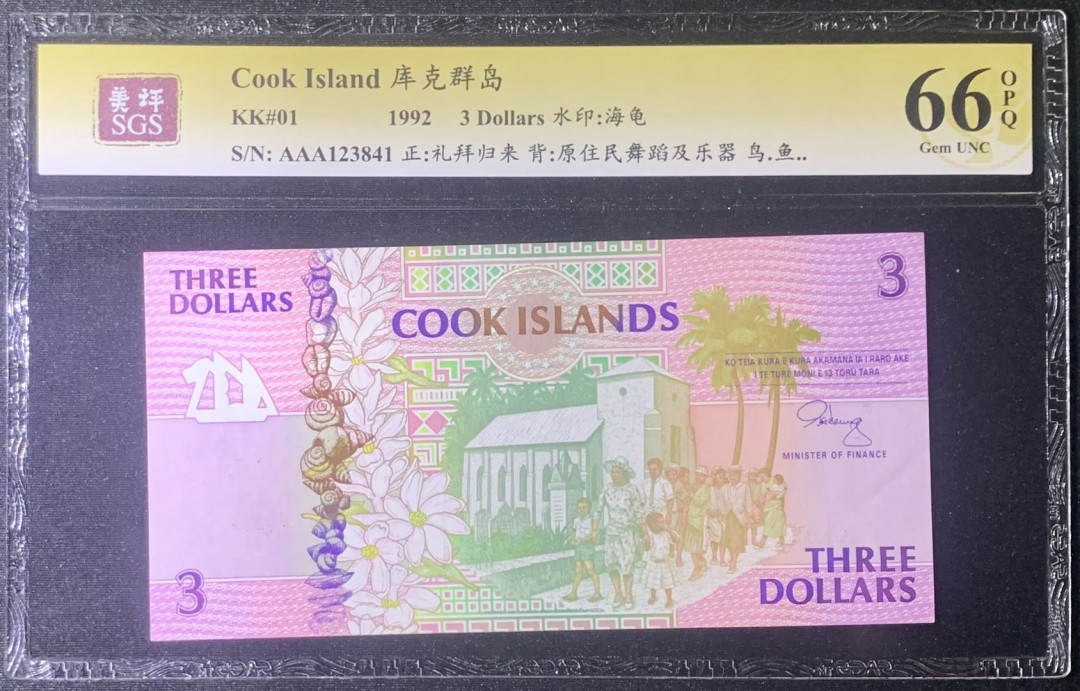 美评
SGS
Cook Island 库克群岛
KK#01 1992 3 Dollars 水印:海龟
S/N: AAA123841 正:礼拜归来 背:原住民舞蹈及乐器 鸟.鱼..
66 OPQ
Gem UNC
THREE
DOLLARS
3
COOK ISLANDS
KO TEIA KURA E KURA AKAMANA IA I RARO AKE
I TE TURE MONI E 13 TORU TARA
MINISTER OF FINANCE
3
THREE
DOLLARS